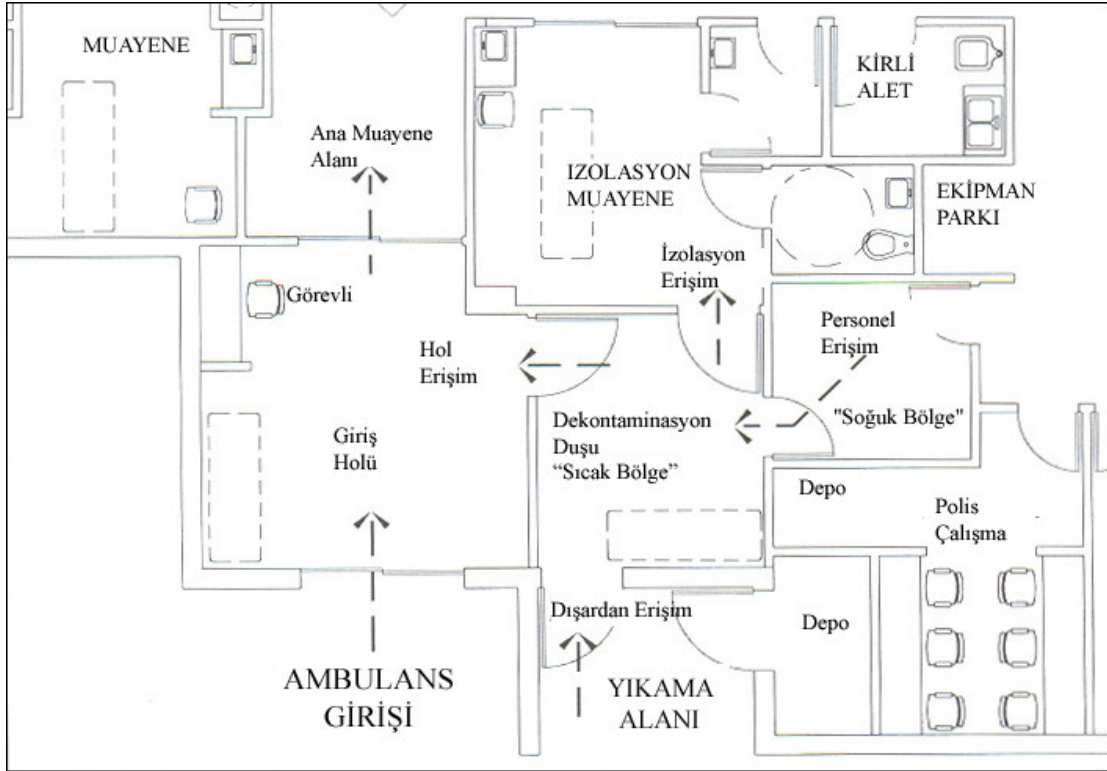 MUAYENE
KİRLİ
ALET
Ana Muayene
Alanı
IZOLASYON
MUAYENE
EKİPMAN
PARKI
İzolasyon
Erişim
Görevli
Personel
Erişim
Hol
Erişim
"Soğuk Bölge"
Dekontaminasyon
Duşu
“Sıcak Bölge”
Giriş
Holü
Depo
Polis
Çalışma
Dışardan Erişim
Depo
AMBULANS
GİRİŞİ
YIKAMA
ALANI